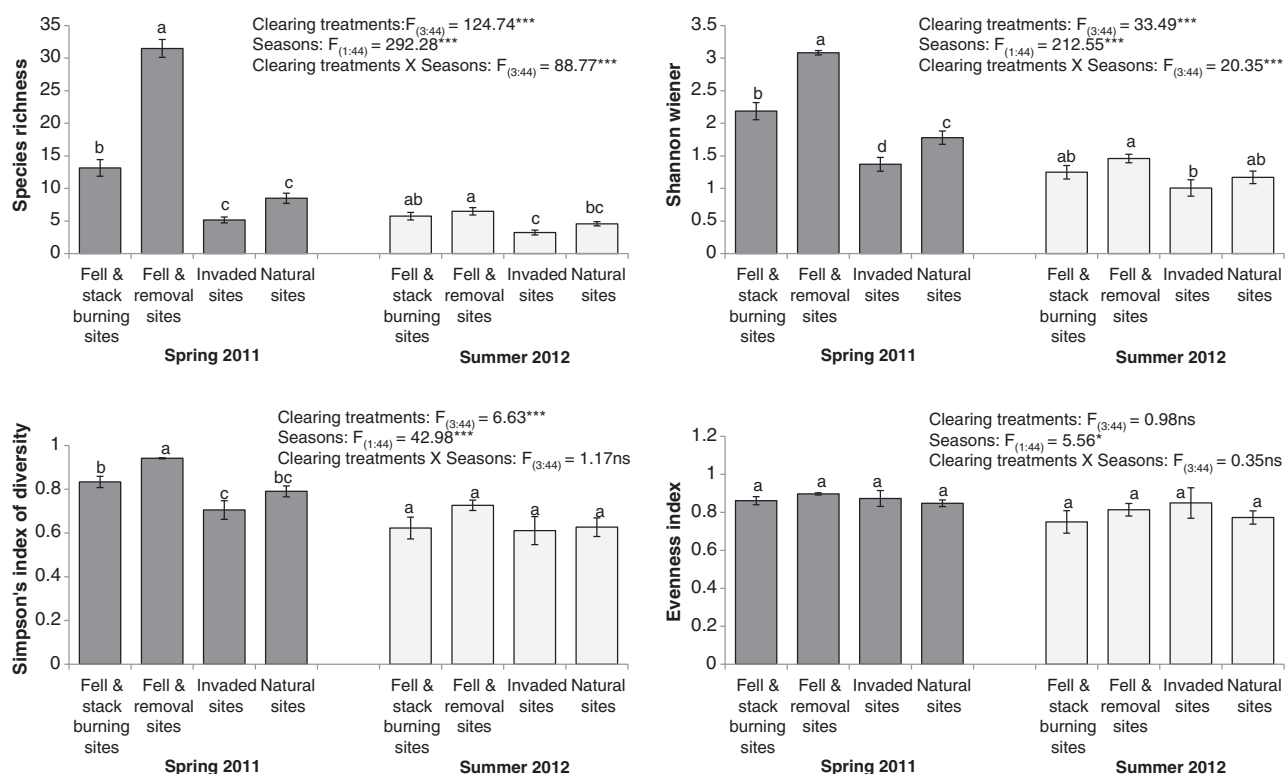 Clearing treatments:F(3:44) = 124.74***
Seasons: F(1:44) = 292.28***
Clearing treatments X Seasons: F(3:44) = 88.77***
Species richness
35
30
25
20
15
10
5
0
b
a
c
c
ab
a
c
bc
Fell & Fell & Invaded Natural
stack removal sites sites
burning sites
sites
Spring 2011
Fell & Fell & Invaded Natural
stack removal sites sites
burning sites
sites
Summer 2012
Clearing treatments: F(3:44) = 33.49***
Seasons: F(1:44) = 212.55***
Clearing treatments X Seasons: F(3:44) = 20.35***
Shannon wiener
3.5
3
2.5
2
1.5
1
0.5
0
b
a
d
c
ab
a
b
ab
Fell & Fell & Invaded Natural
stack removal sites sites
burning sites
sites
Spring 2011
Fell & Fell & Invaded Natural
stack removal sites sites
burning sites
sites
Summer 2012
Clearing treatments: F(3:44) = 6.63***
Seasons: F(1:44) = 42.98***
Clearing treatments X Seasons: F(3:44) = 1.17ns
Simpson's index of diversity
1
0.8
0.6
0.4
0.2
0
b
a
c
bc
a
a
a
a
Fell & Fell & Invaded Natural
stack removal sites sites
burning sites
sites
Spring 2011
Fell & Fell & Invaded Natural
stack removal sites sites
burning sites
sites
Summer 2012
Clearing treatments: F(3:44) = 0.98ns
Seasons: F(1:44) = 5.56*
Clearing treatments X Seasons: F(3:44) = 0.35ns
Evenness index
1.2
1
0.8
0.6
0.4
0.2
0
a
a
a
a
a
a
a
a
Fell & Fell & Invaded Natural
stack removal sites sites
burning sites
sites
Spring 2011
Fell & Fell & Invaded Natural
stack removal sites sites
burning sites
sites
Summer 2012